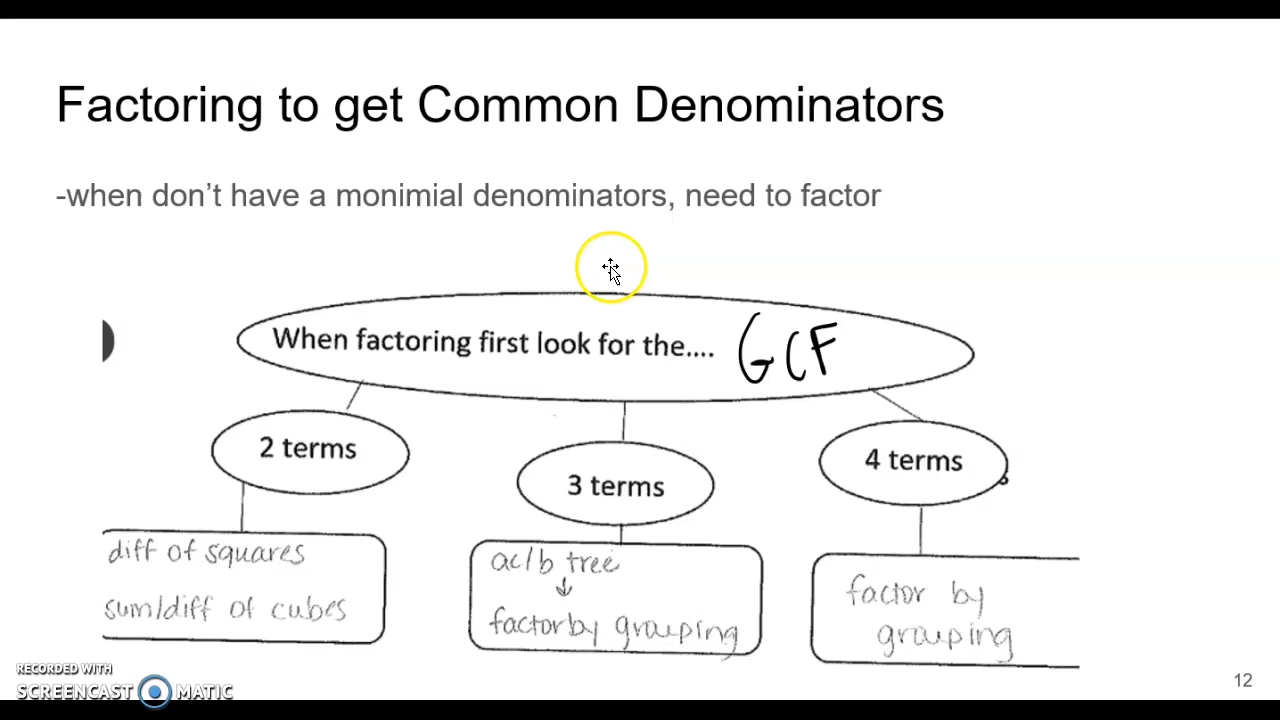 Factoring to get Common Denominators
-when don't have a monimial denominators, need to factor
When factoring first look for the.... GCF
2 terms
3 terms
4 terms
diff of squares
sum/diff of cubes
ac/b tree
↓
factor by grouping
factor by
grouping
RECORDED WITH
SCREENCAST MATIC
12